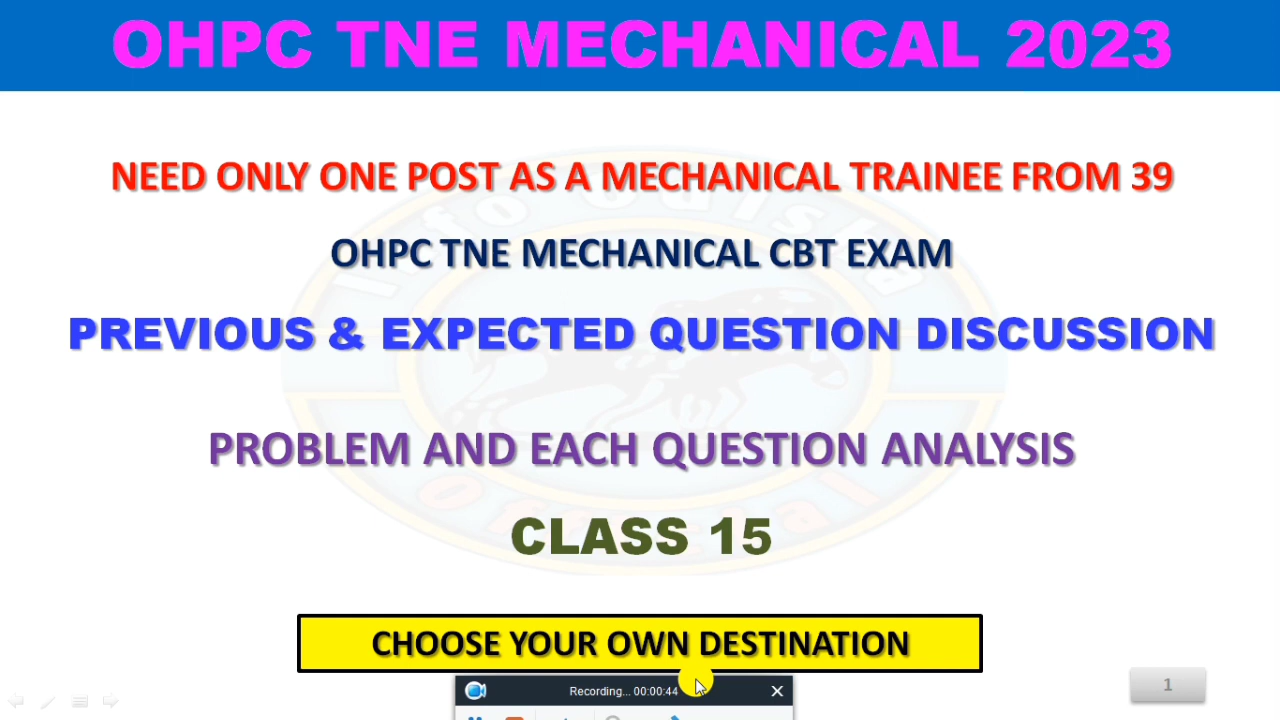 OHPC TNE MECHANICAL 2023
NEED ONLY ONE POST AS A MECHANICAL TRAINEE FROM 39
OHPC TNE MECHANICAL CBT EXAM
PREVIOUS & EXPECTED QUESTION DISCUSSION
PROBLEM AND EACH QUESTION ANALYSIS
CLASS 15
CHOOSE YOUR OWN DESTINATION
Recording... 00:00:44
1
Info Odisha